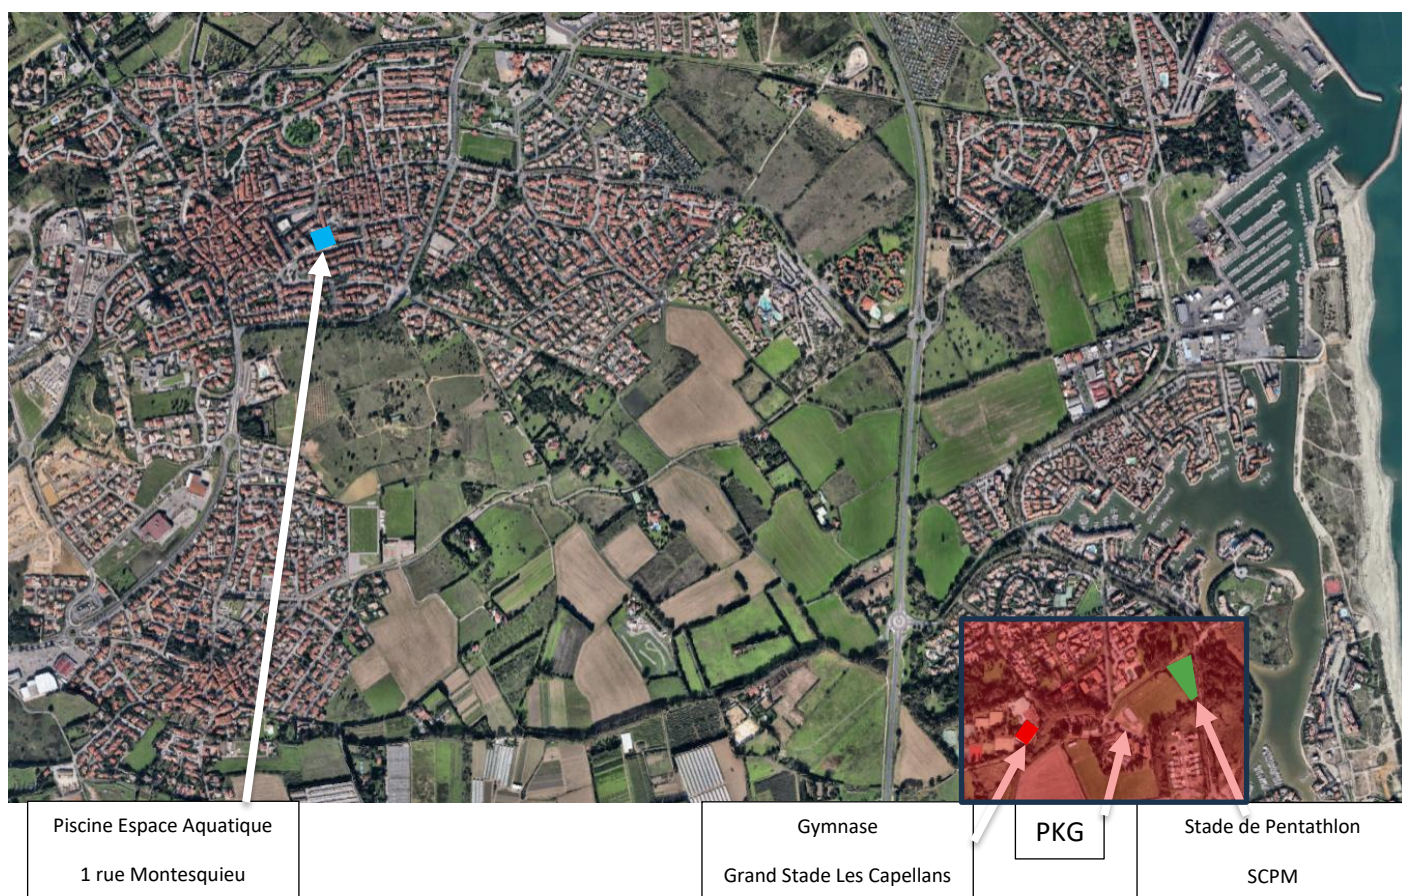 Piscine Espace Aquatique
1 rue Montesquieu
Gymnase
Grand Stade Les Capellans
PKG
Stade de Pentathlon
SCPM